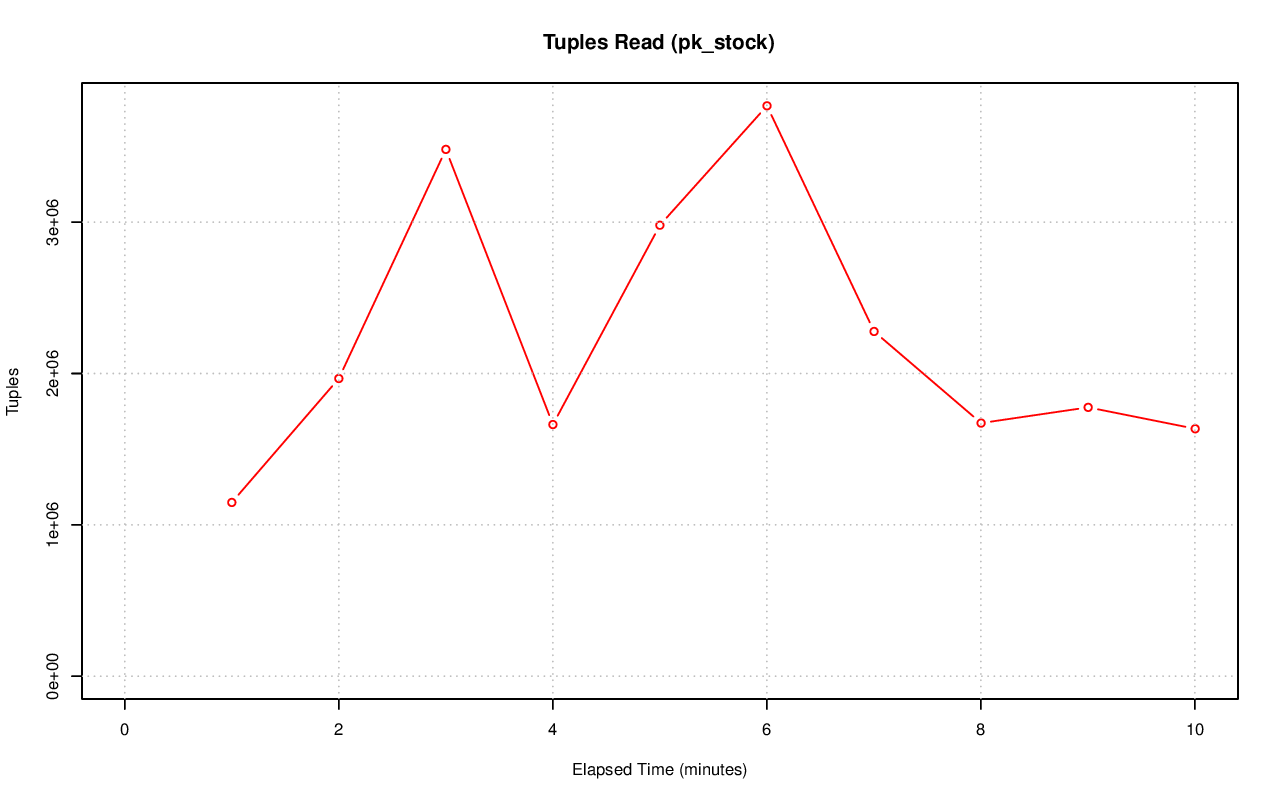 Tuples Read (pk_stock)
Tuples
3e+06
2e+06
1e+06
0e+00
0 2 4 6 8 10
Elapsed Time (minutes)